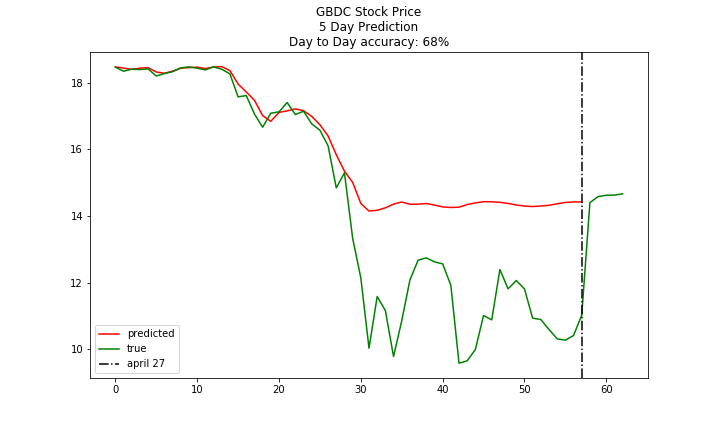 GBDC Stock Price
5 Day Prediction
Day to Day accuracy: 68%
18
16
14
12
10
predicted
true
april 27
0
10
20
30
40
50
60